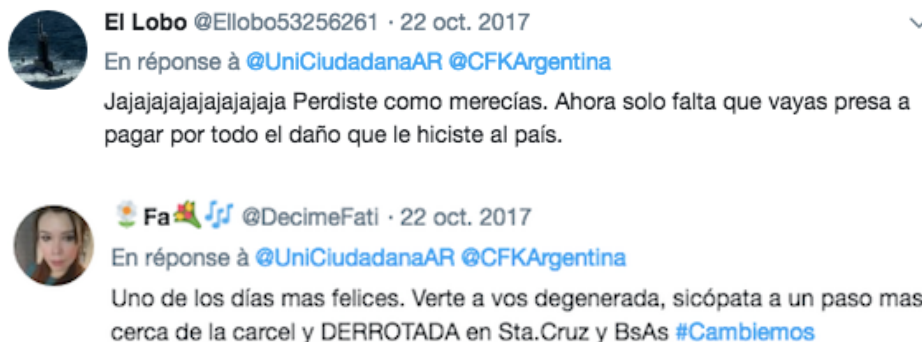 El Lobo @Ellobo53256261 · 22 oct. 2017
En réponse à @UniCiudadanaAR @CFKArgentina
Jajajajajajajajaja Perdiste como merecías. Ahora solo falta que vayas presa a
pagar por todo el daño que le hiciste al país.
🌼Fa💐🎶 @DecimeFati · 22 oct. 2017
En réponse à @UniCiudadanaAR @CFKArgentina
Uno de los días mas felices. Verte a vos degenerada, sicópata a un paso mas
cerca de la carcel y DERROTADA en Sta.Cruz y BsAs #Cambiemos